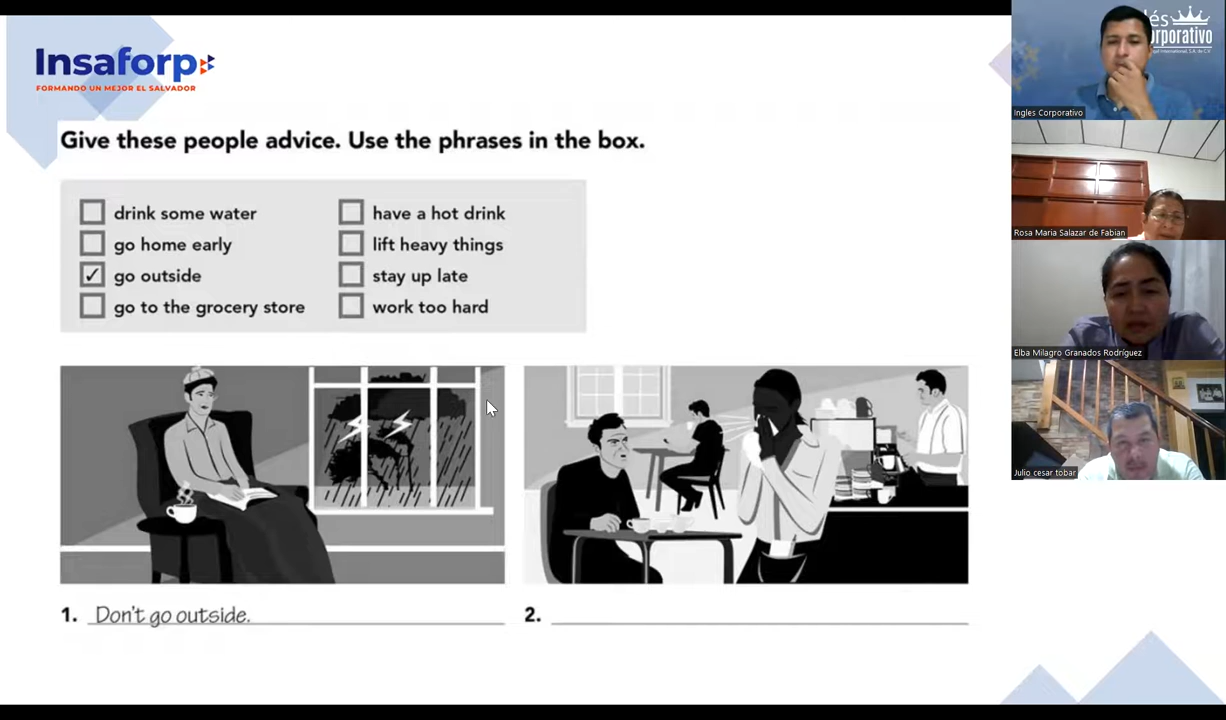 Insaforp
FORMANDO UN MEJOR EL SALVADOR
Give these people advice. Use the phrases in the box.
drink some water
go home early
✓ go outside
go to the grocery store
have a hot drink
lift heavy things
stay up late
work too hard
1. Don't go outside.
2.
és
orporativo
Ingles Corporativo
Rosa Maria Salazar de Fabian
Elba Milagro Granados Rodríguez
Julio cesar tobar